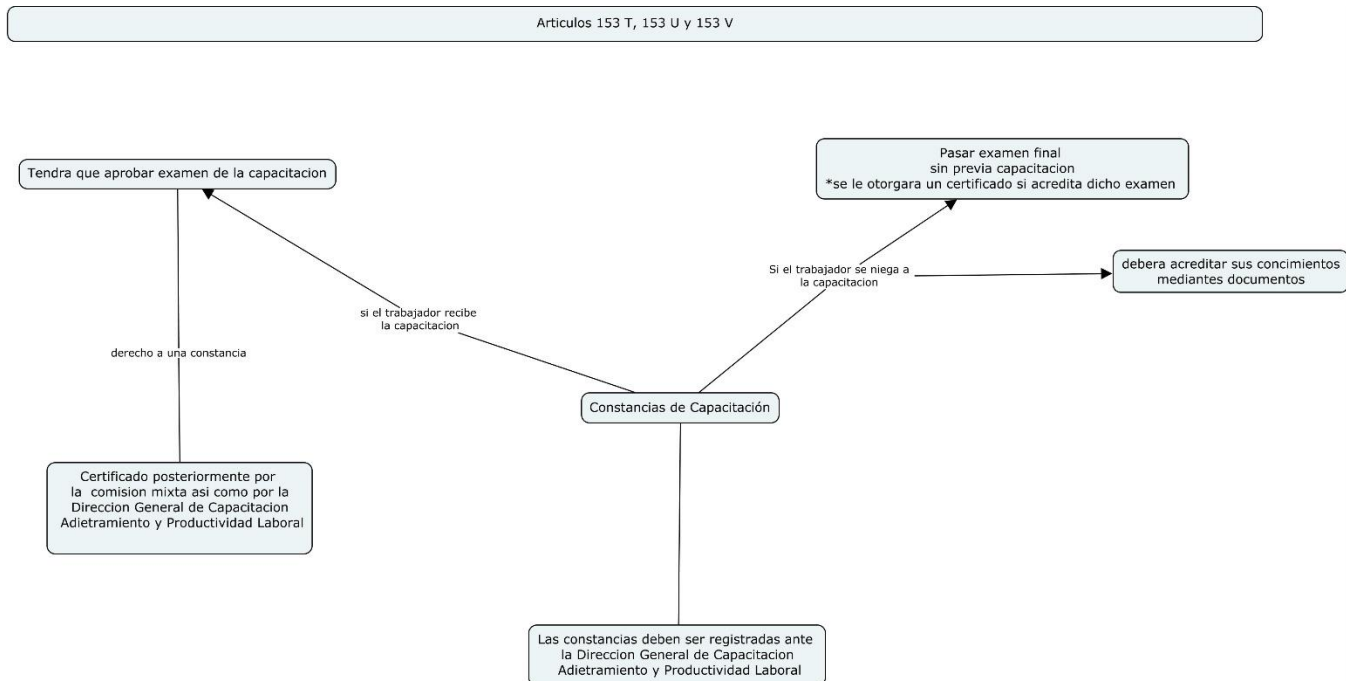 Articulos 153 T, 153 U y 153 V
Pasar examen final
sin previa capacitacion
*se le otorgara un certificado si acredita dicho examen
Tendra que aprobar examen de la capacitacion
debera acreditar sus concimientos
mediantes documentos
Si el trabajador se niega a
la capacitacion
si el trabajador recibe
la capacitacion
derecho a una constancia
Constancias de Capacitación
Certificado posteriormente por
la comision mixta asi como por la
Direccion General de Capacitacion
Adietramiento y Productividad Laboral
Las constancias deben ser registradas ante
la Direccion General de Capacitacion
Adietramiento y Productividad Laboral